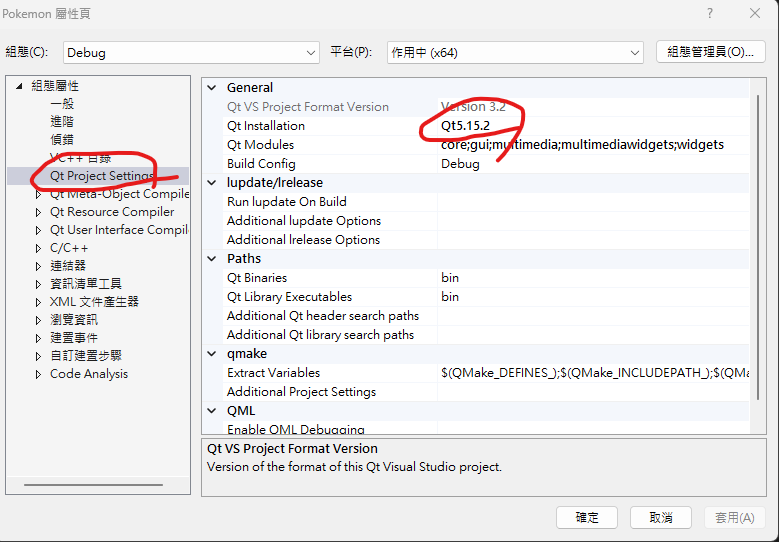 Pokemon 屬性頁
組態(C):
Debug
平台(P):
作用中 (x64)
組態管理員(O)...
組態屬性
一般
進階
偵錯
VC++ 目錄
Qt Project Settings
Qt Meta-Object Compile
Qt Resource Compiler
Qt User Interface Compil
C/C++
連結器
資訊清單工具
XML 文件產生器
瀏覽資訊
建置事件
自訂建置步驟
Code Analysis
General
Qt VS Project Format Version
Version 3.2
Qt Installation
Qt5.15.2
Qt Modules
core;gui;multimedia;multimediawidgets;widgets
Build Config
Debug
lupdate/lrelease
Run lupdate On Build
Additional lupdate Options
Additional lrelease Options
Paths
Qt Binaries
bin
Qt Library Executables
bin
Additional Qt header search paths
Additional Qt library search paths
qmake
Extract Variables
$(QMake_DEFINES_);$(QMake_INCLUDEPATH_);$(QMa
Additional Project Settings
QML
Enable QML Debugging
Qt VS Project Format Version
Version of the format of this Qt Visual Studio project.
確定
取消
套用(A)